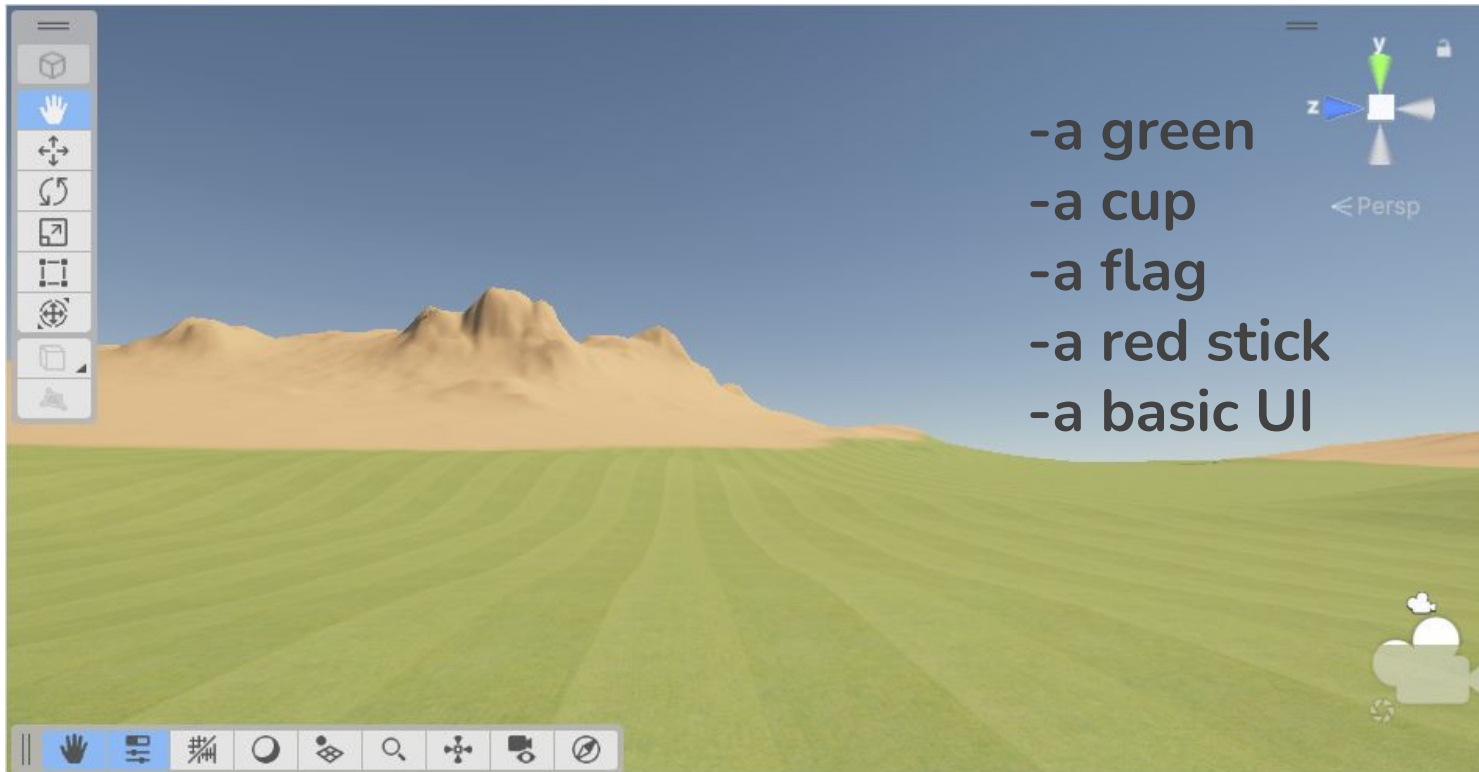 y
z
-a green
-a cup
<Persp
-a flag
-a red stick
-a basic UI